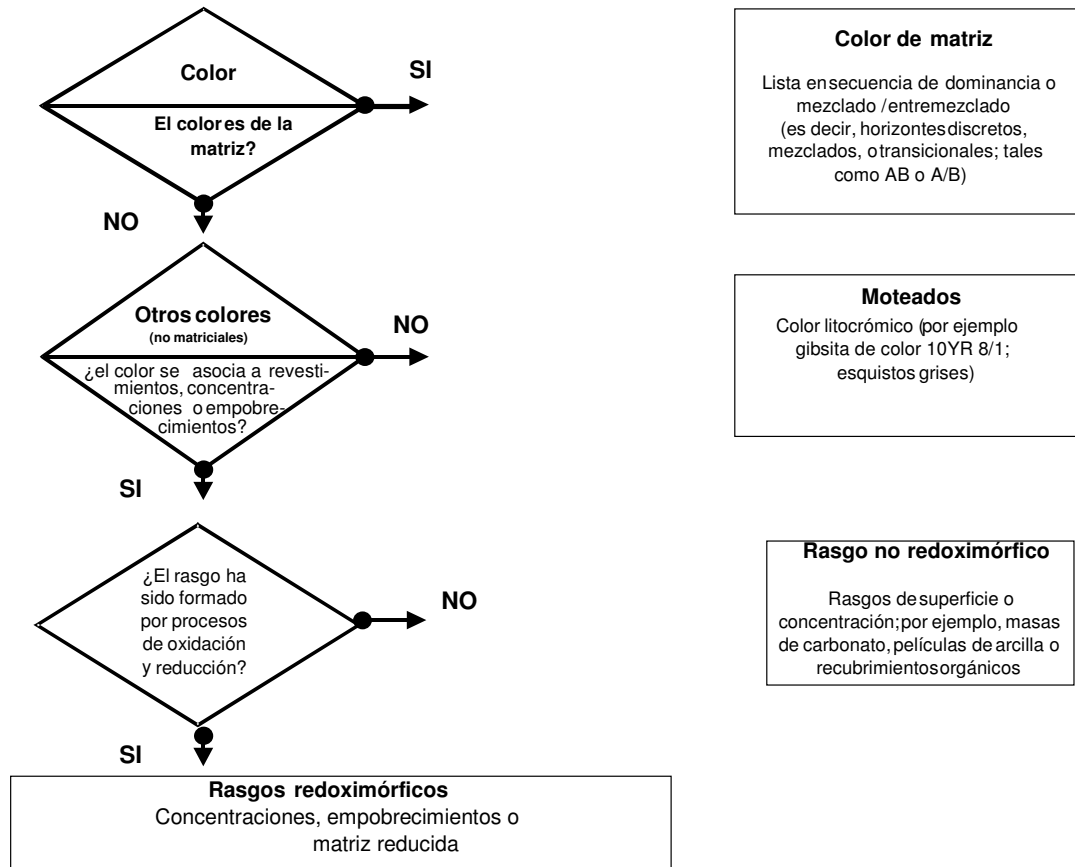 Color
SI
El color es de la
matriz?
NO
Color de matriz
Lista en secuencia de dominancia o
mezclado /entremezclado
(es decir, horizontes discretos,
mezclados, o transicionales; tales
como AB o A/B)
Otros colores
(no matriciales)
NO
¿el color se asocia a revesti-
mientos, concentra-
ciones o empobre-
cimientos?
SI
Moteados
Color litocrómico (por ejemplo
gibsita de color 10YR 8/1;
esquistos grises)
¿El rasgo ha
sido formado
por procesos
de oxidación
y reducción?
NO
SI
Rasgo no redoximórfico
Rasgos de superficie o
concentración; por ejemplo, masas
de carbonato, películas de arcilla o
recubrimientos orgánicos
Rasgos redoximórficos
Concentraciones, empobrecimientos o
matriz reducida